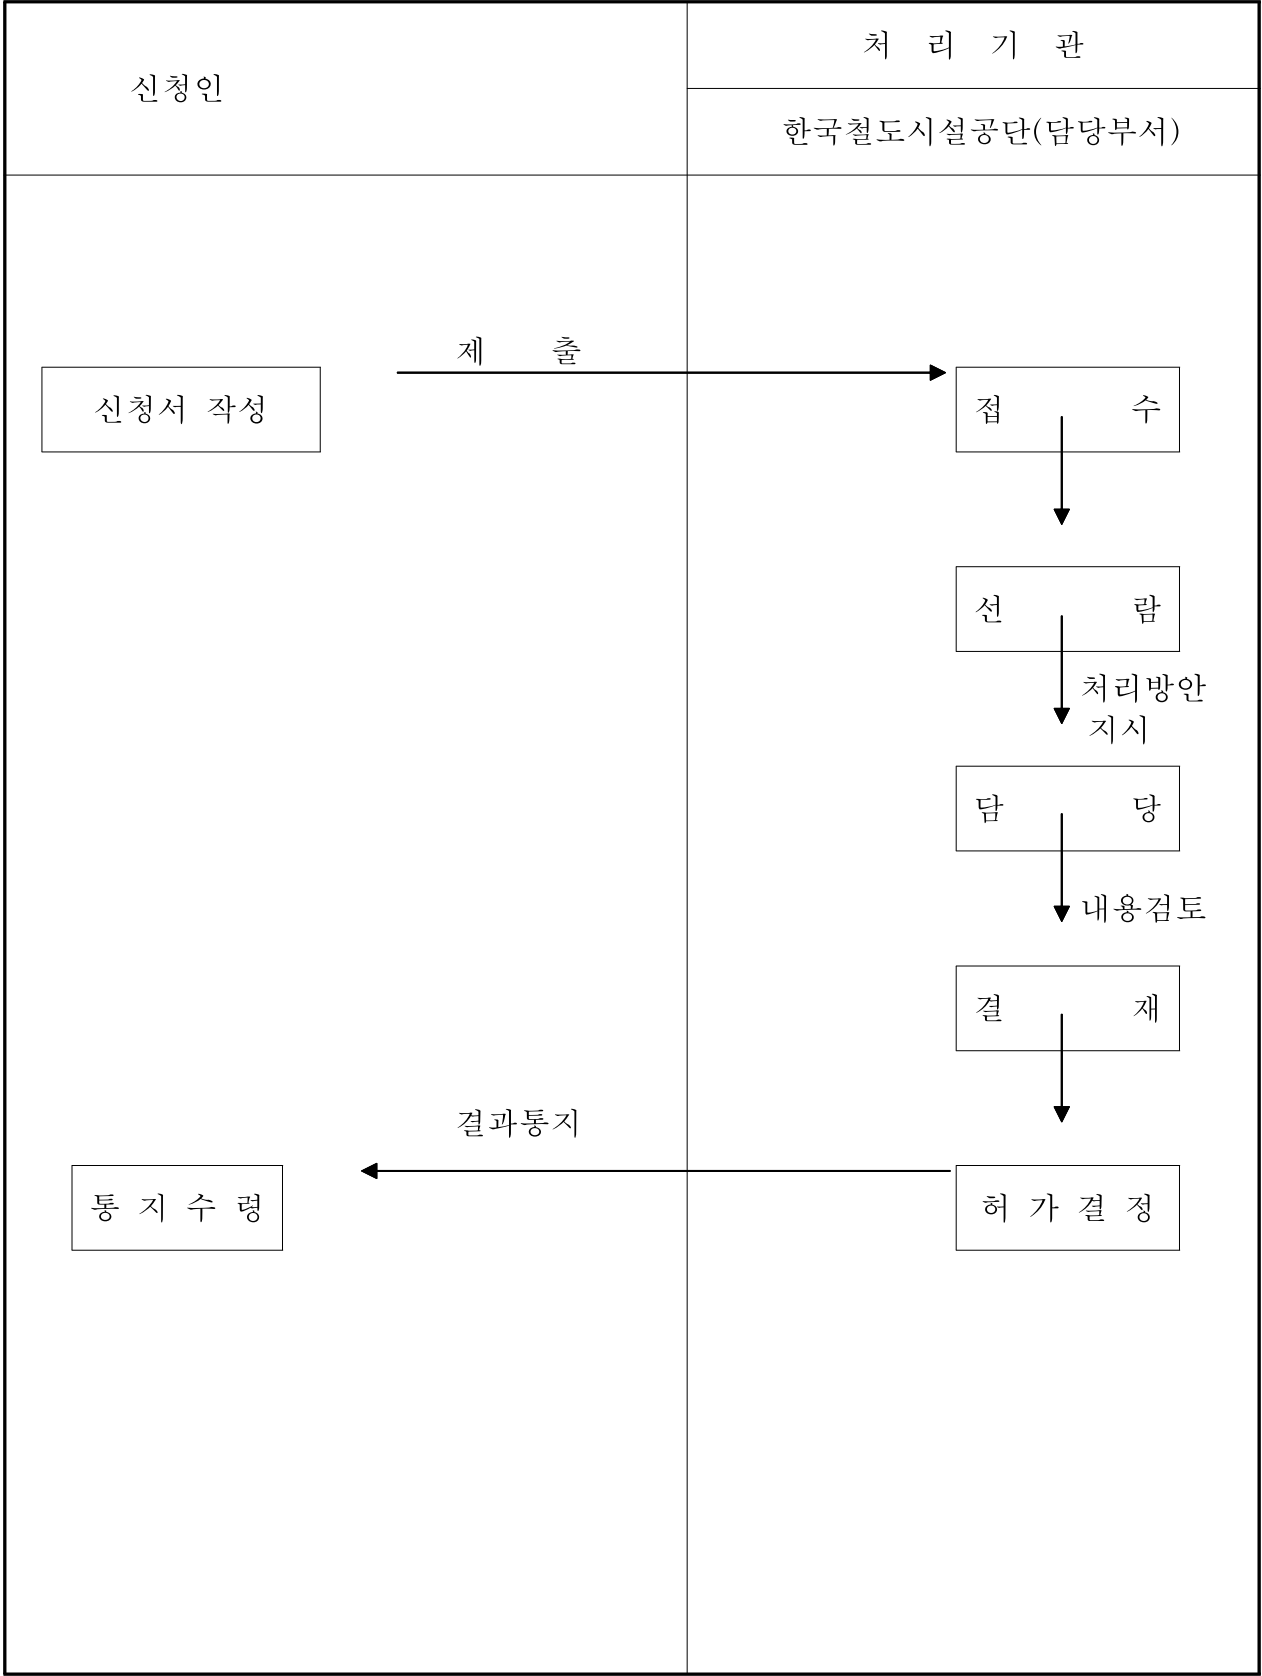 신청인
처 리 기 관
한국철도시설공단(담당부서)
제 출
신청서 작성
접 수
선 람
처리방안
지시
담 당
내용검토
결 재
결과통지
통 지 수 령
허 가 결 정